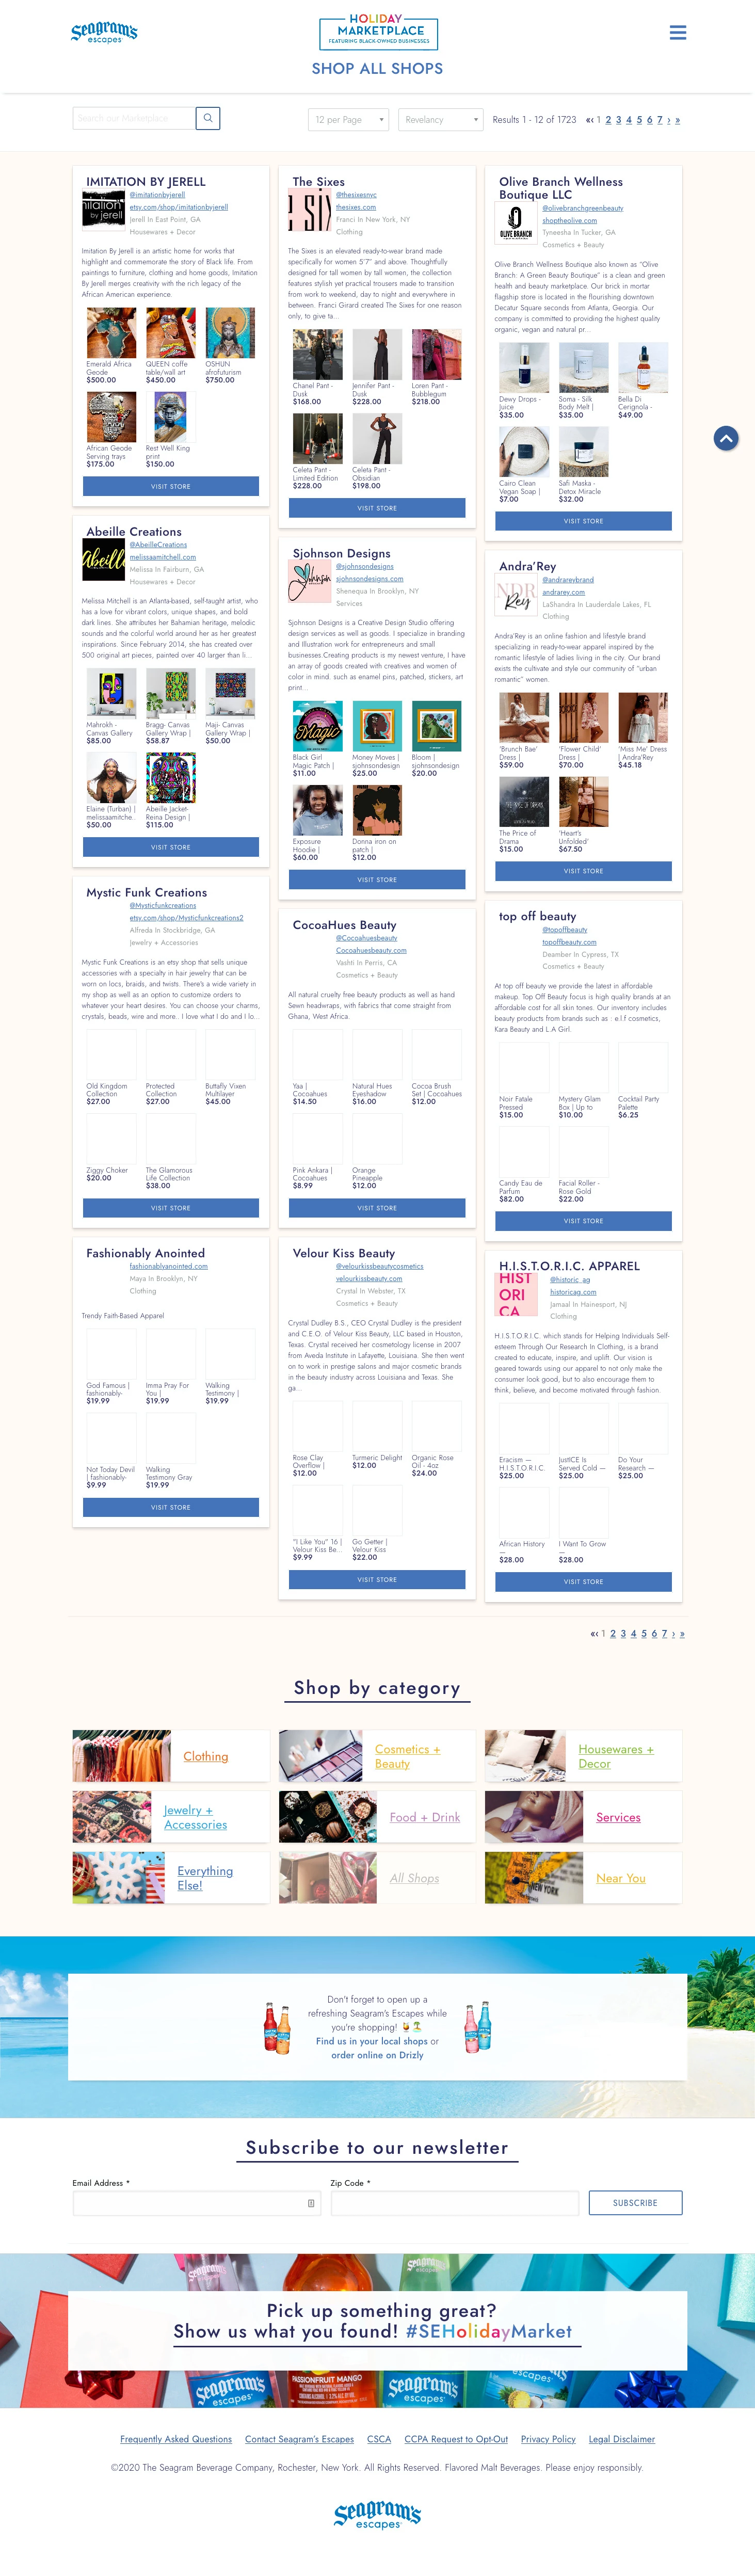 Seagram's
escapes
HOLIDAY
MARKETPLACE
FEATURING BLACK-OWNED BUSINESSES
SHOP ALL SHOPS
Search our Marketplace
12 per Page
Revelancy
Results 1 - 12 of 1723
«‹ 1 2 3 4 5 6 7 › »
IMITATION BY JERELL
@imitationbyjerell
etsy.com/shop/imitationbyjerell
Jerell In East Point, GA
Housewares + Decor
Imitation By Jerell is an artistic home for works that
highlight and commemorate the story of Black life. From
paintings to furniture, clothing and home goods, Imitation
By Jerell merges creativity with the rich legacy of the
African American experience.
Emerald Africa
Geode
$500.00
QUEEN coffe
table/wall art
$450.00
OSHUN
afrofuturism
$750.00
African Geode
Serving trays
$175.00
Rest Well King
print
$150.00
VISIT STORE
Abeille Creations
@AbeilleCreations
melissaamitchell.com
Melissa In Fairburn, GA
Housewares + Decor
Melissa Mitchell is an Atlanta-based, self-taught artist, who
has a love for vibrant colors, unique shapes, and bold
dark lines. She attributes her Bahamian heritage, melodic
sounds and the colorful world around her as her greatest
inspirations. Since February 2014, she has created over
500 original art pieces, painted over 40 larger than li...
Mahrokh -
Canvas Gallery
$85.00
Bragg- Canvas
Gallery Wrap |
$58.87
Maji- Canvas
Gallery Wrap |
$50.00
Elaine (Turban) |
melissaamitche...
$50.00
Abeille Jacket-
Reina Design |
$115.00
VISIT STORE
Mystic Funk Creations
@Mysticfunkcreations
etsy.com/shop/Mysticfunkcreations2
Alfreda In Stockbridge, GA
Jewelry + Accessories
Mystic Funk Creations is an etsy shop that sells unique
accessories with a specialty in hair jewelry that can be
worn on locs, braids, and twists. There's a wide variety in
my shop as well as an option to customize orders to
whatever your heart desires. You can choose your charms,
crystals, beads, wire and more.. I love what I do and I lo...
Old Kingdom
Collection
$27.00
Protected
Collection
$27.00
Buttafly Vixen
Multilayer
$45.00
Ziggy Choker
$20.00
The Glamorous
Life Collection
$38.00
VISIT STORE
Fashionably Anointed
fashionablyanointed.com
Maya In Brooklyn, NY
Clothing
Trendy Faith-Based Apparel
God Famous |
fashionably-
$19.99
Imma Pray For
You |
$19.99
Walking
Testimony |
$19.99
Not Today Devil
| fashionably-
$9.99
Walking
Testimony Gray
$19.99
VISIT STORE
The Sixes
@thesixesnyc
thesixes.com
Franci In New York, NY
Clothing
The Sixes is an elevated ready-to-wear brand made
specifically for women 5'7" and above. Thoughtfully
designed for tall women by tall women, the collection
features stylish yet practical trousers made to transition
from work to weekend, day to night and everywhere in
between. Franci Girard created The Sixes for one reason
only, to give ta...
Chanel Pant -
Dusk
$168.00
Jennifer Pant -
Dusk
$228.00
Loren Pant -
Bubblegum
$218.00
Celeta Pant -
Limited Edition
$228.00
Celeta Pant -
Obsidian
$198.00
VISIT STORE
Sjohnson Designs
@sjohnsondesigns
sjohnsondesigns.com
Shenequa In Brooklyn, NY
Services
Sjohnson Designs is a Creative Design Studio offering
design services as well as goods. I specialize in branding
and Illustration work for entrepreneurs and small
businesses.Creating products is my newest venture, I have
an array of goods created with creatives and women of
color in mind. such as enamel pins, patched, stickers, art
print...
Black Girl
Magic Patch |
$11.00
Money Moves |
sjohnsondesign
$25.00
Bloom |
sjohnsondesign
$20.00
Exposure
Hoodie |
$60.00
Donna iron on
patch |
$12.00
VISIT STORE
CocoaHues Beauty
@Cocoahuesbeauty
Cocoahuesbeauty.com
Vashti In Perris, CA
Cosmetics + Beauty
All natural cruelty free beauty products as well as hand
Sewn headwraps, with fabrics that come straight from
Ghana, West Africa.
Yaa |
Cocoahues
$14.50
Natural Hues
Eyeshadow
$16.00
Cocoa Brush
Set | Cocoahues
$12.00
Pink Ankara |
Cocoahues
$8.99
Orange
Pineapple
$12.00
VISIT STORE
Velour Kiss Beauty
@velourkissbeautycosmetics
velourkissbeauty.com
Crystal In Webster, TX
Cosmetics + Beauty
Crystal Dudley B.S., CEO Crystal Dudley is the president
and C.E.O. of Velour Kiss Beauty, LLC based in Houston,
Texas. Crystal received her cosmetology license in 2007
from Aveda Institute in Lafayette, Louisiana. She then went
on to work in prestige salons and major cosmetic brands
in the beauty industry across Louisiana and Texas. She
ga...
Rose Clay
Overflow |
$12.00
Turmeric Delight
$12.00
Organic Rose
Oil - 4oz
$24.00
"I Like You" 16 |
Velour Kiss Be...
$9.99
Go Getter |
Velour Kiss
$22.00
VISIT STORE
Olive Branch Wellness
Boutique LLC
OLIVE BRANCH
@olivebranchgreenbeauty
shoptheolive.com
Tyneesha In Tucker, GA
Cosmetics + Beauty
Olive Branch Wellness Boutique also known as "Olive
Branch: A Green Beauty Boutique" is a clean and green
health and beauty marketplace. Our brick in mortar
flagship store is located in the flourishing downtown
Decatur Square seconds from Atlanta, Georgia. Our
company is committed to providing the highest quality
organic, vegan and natural pr...
Dewy Drops -
Juice
$35.00
Soma - Silk
Body Melt |
$35.00
Bella Di
Cerignola -
$49.00
Cairo Clean
Vegan Soap |
$7.00
Safi Maska -
Detox Miracle
$32.00
VISIT STORE
Andra'Rey
@andrareybrand
andrarey.com
LaShandra In Lauderdale Lakes, FL
Clothing
Andra'Rey is an online fashion and lifestyle brand
specializing in ready-to-wear apparel inspired by the
romantic lifestyle of ladies living in the city. Our brand
exists the cultivate and style our community of "urban
romantic" women.
'Brunch Bae'
Dress |
$59.00
'Flower Child'
Dress |
$70.00
'Miss Me' Dress
| Andra'Rey
$45.18
The Price of
Drama
$15.00
'Heart's
Unfolded'
$67.50
VISIT STORE
top off beauty
@topoffbeauty
topoffbeauty.com
Deamber In Cypress, TX
Cosmetics + Beauty
At top off beauty we provide the latest in affordable
makeup. Top Off Beauty focus is high quality brands at an
affordable cost for all skin tones. Our inventory includes
beauty products from brands such as : e.l.f cosmetics,
Kara Beauty and L.A Girl.
Noir Fatale
Pressed
$15.00
Mystery Glam
Box | Up to
$10.00
Cocktail Party
Palette
$6.25
Candy Eau de
Parfum
$82.00
Facial Roller -
Rose Gold
$22.00
VISIT STORE
H.I.S.T.O.R.I.C. APPAREL
HIST
ORI
CA
@historic_ag
historicag.com
Jamaal In Hainesport, NJ
Clothing
H.I.S.T.O.R.I.C. which stands for Helping Individuals Self-
esteem Through Our Research In Clothing, is a brand
created to educate, inspire, and uplift. Our vision is
geared towards using our apparel to not only make the
consumer look good, but to also encourage them to
think, believe, and become motivated through fashion.
Eracism —
H.I.S.T.O.R.I.C.
$25.00
JustICE Is
Served Cold —
$25.00
Do Your
Research —
$25.00
African History
—
$28.00
I Want To Grow
—
$28.00
VISIT STORE
«‹ 1 2 3 4 5 6 7 › »
Shop by category
Clothing
Cosmetics +
Beauty
Housewares +
Decor
Jewelry +
Accessories
Food + Drink
Services
Everything
Else!
All Shops
NEW YORK
Near You
Don't forget to open up a
refreshing Seagram's Escapes while
you're shopping! 🍹🏝️
Find us in your local shops or
order online on Drizly
Subscribe to our newsletter
Email Address *
Zip Code *
SUBSCRIBE
Pick up something great?
Show us what you found! #SEHolidayMarket
Frequently Asked Questions
Contact Seagram's Escapes
CSCA
CCPA Request to Opt-Out
Privacy Policy
Legal Disclaimer
©2020 The Seagram Beverage Company, Rochester, New York. All Rights Reserved. Flavored Malt Beverages. Please enjoy responsibly.
Seagram's
escapes